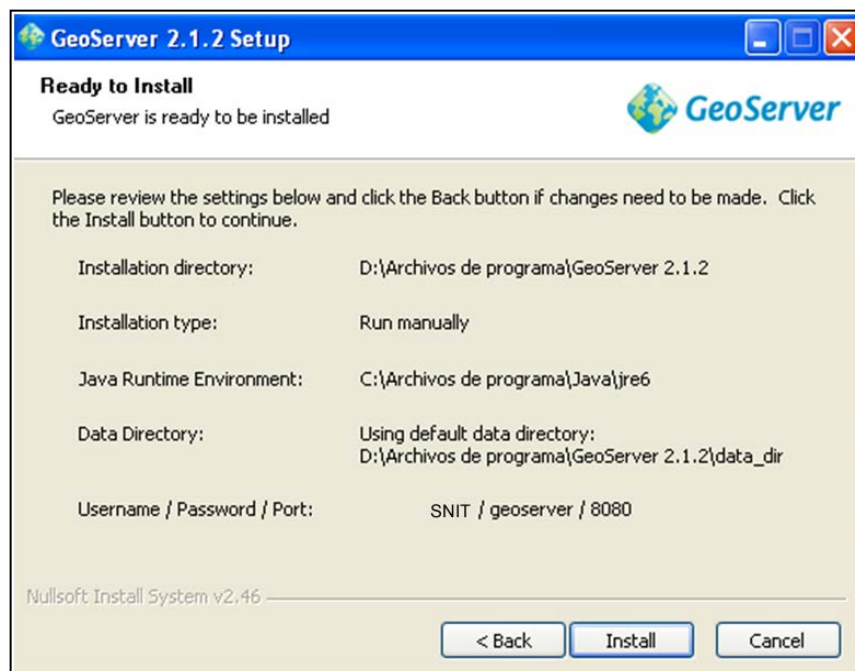 GeoServer 2.1.2 Setup
Ready to Install
GeoServer is ready to be installed
GeoServer
Please review the settings below and click the Back button if changes need to be made. Click
the Install button to continue.
Installation directory: D:\Archivos de programa\GeoServer 2.1.2
Installation type: Run manually
Java Runtime Environment: C:\Archivos de programa\Java\jre6
Data Directory: Using default data directory:
D:\Archivos de programa\GeoServer 2.1.2\data_dir
Username / Password / Port: SNIT / geoserver / 8080
Nullsoft Install System v2.46
< Back Install Cancel